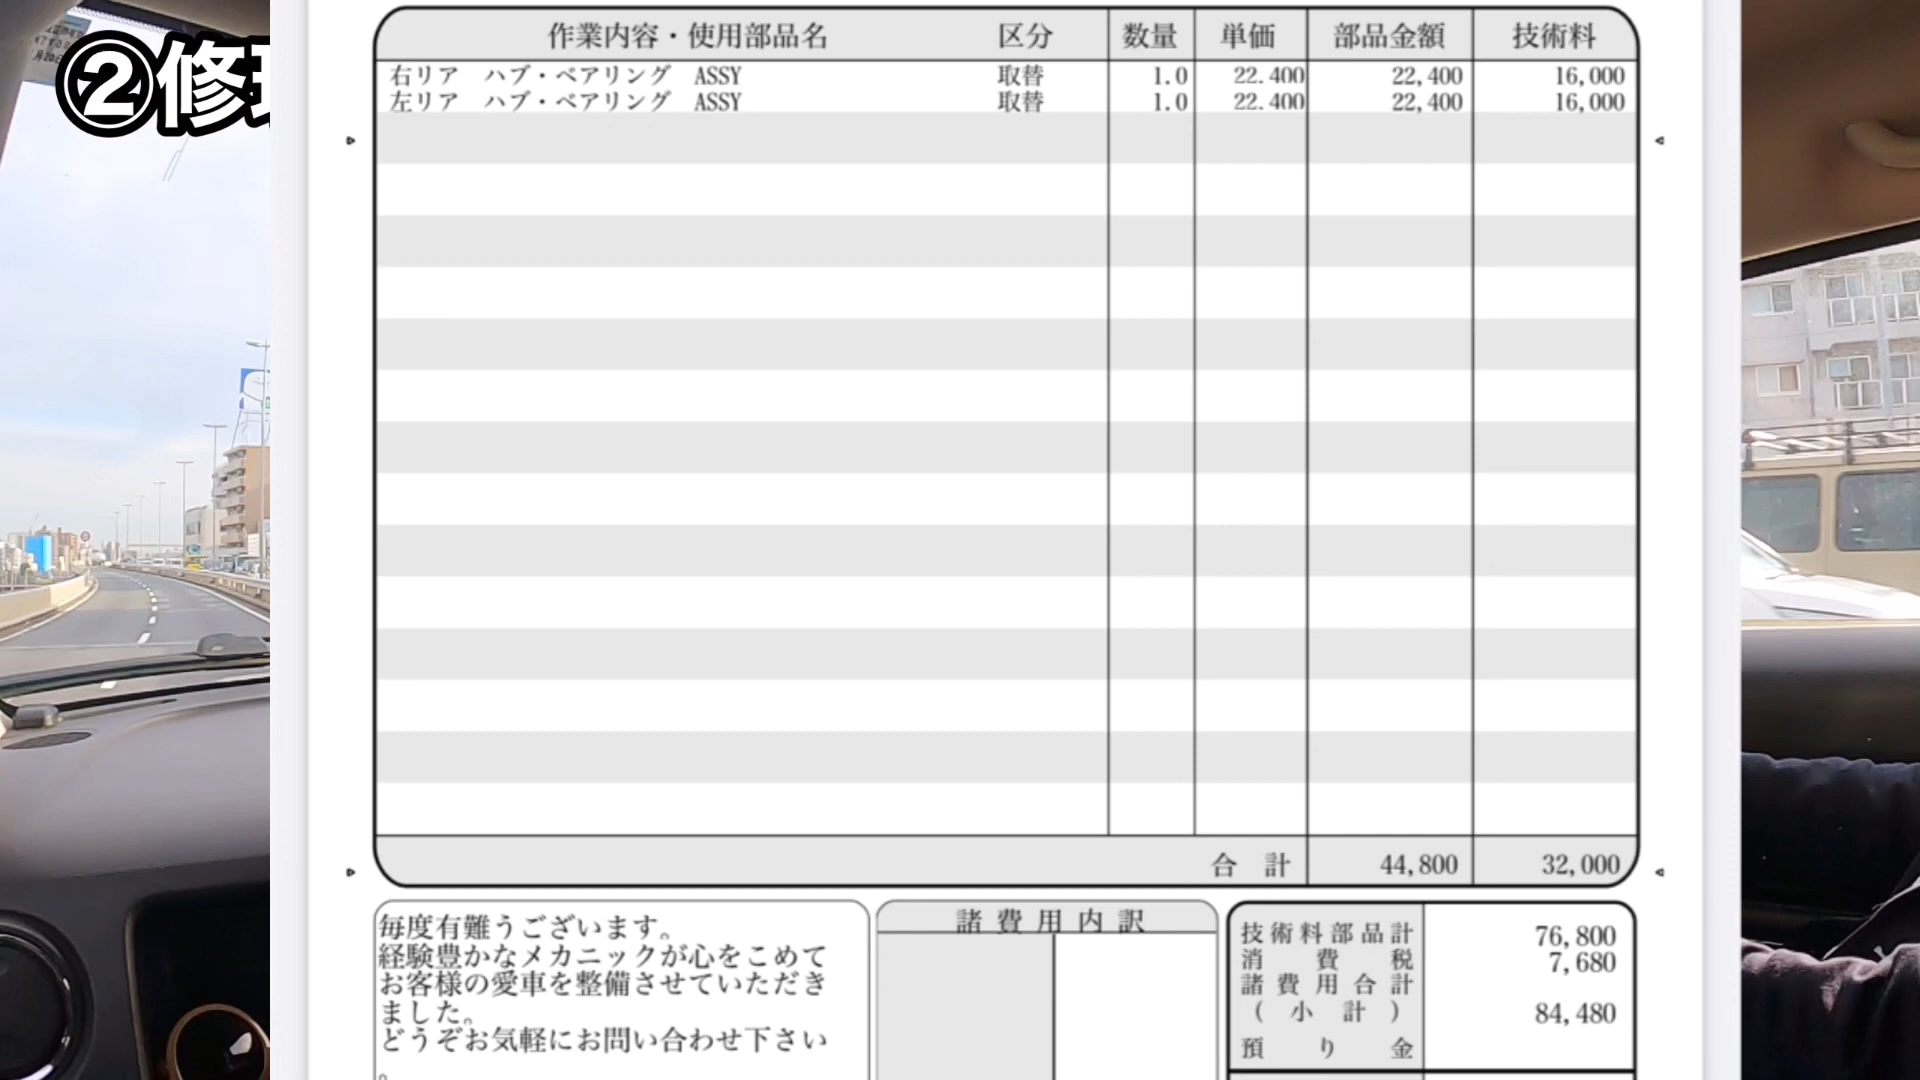 ②修
作業内容・使用部品名 区分 数量 単価 部品金額 技術料
右リア ハブ・ベアリング ASSY 取替 1.0 22.400 22,400 16,000
左リア ハブ・ベアリング ASSY 取替 1.0 22.400 22,400 16,000
合計 44,800 32,000
毎度有難うございます。
経験豊かなメカニックが心をこめて
お客様の愛車を整備させていただき
ました。
どうぞお気軽にお問い合わせ下さい
。
諸費用内訳
技術料部品計 76,800
消費税 7,680
諸費用合計
(小計) 84,480
預り金